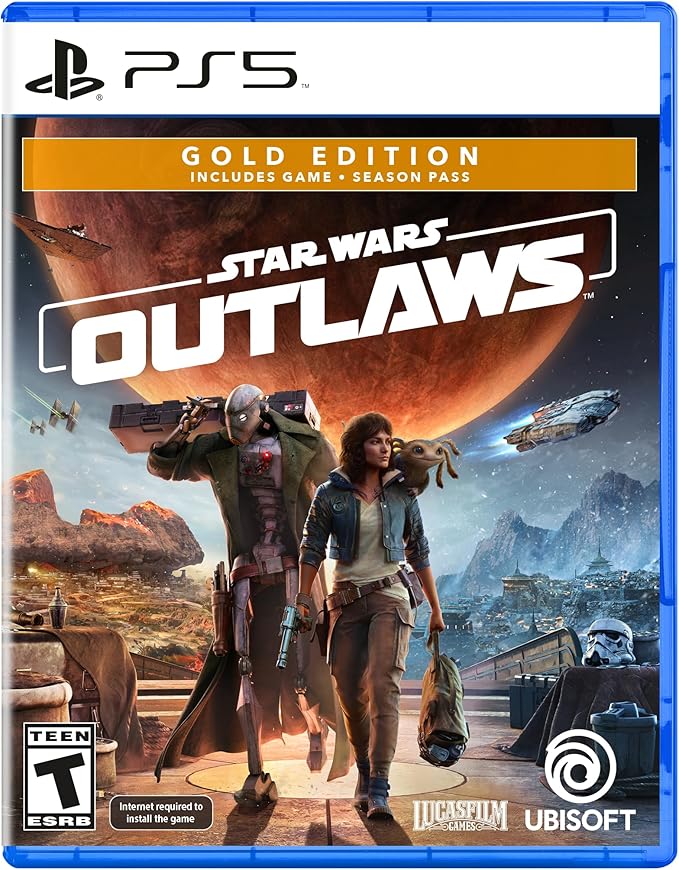 PS5
GOLD EDITION
INCLUDES GAME • SEASON PASS
STAR WARS
OUTLAWS™
TEEN
T
ESRB
Internet required to
install the game
LUCASFILM
GAMES
UBISOFT